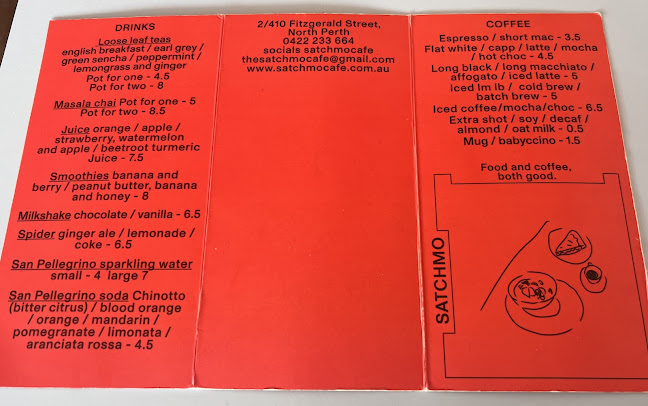 DRINKS
Loose leaf teas
english breakfast / earl grey /
green sencha / peppermint /
lemongrass and ginger
Pot for one - 4.5
Pot for two - 8
Masala chai Pot for one - 5
Pot for two - 8.5
Juice orange / apple /
strawberry, watermelon
and apple / beetroot turmeric
Juice - 7.5
Smoothies banana and
berry / peanut butter, banana
and honey - 8
Milkshake chocolate / vanilla - 6.5
Spider ginger ale / lemonade /
coke - 6.5
San Pellegrino sparkling water
small - 4 large 7
San Pellegrino soda Chinotto
(bitter citrus) / blood orange
/ orange / mandarin /
pomegranate / limonata /
aranciata rossa - 4.5
2/410 Fitzgerald Street,
North Perth
0422 233 664
socials satchmocafe
thesatchmocafe@gmail.com
www.satchmocafe.com.au
COFFEE
Espresso / short mac - 3.5
Flat white / capp / latte / mocha
/ hot choc - 4.5
Long black / long macchiato /
affogato / iced latte - 5
Iced lm lb / cold brew /
batch brew - 5
Iced coffee/mocha/choc - 6.5
Extra shot / soy / decaf /
almond / oat milk - 0.5
Mug / babyccino - 1.5
Food and coffee,
both good.
SATCHMO